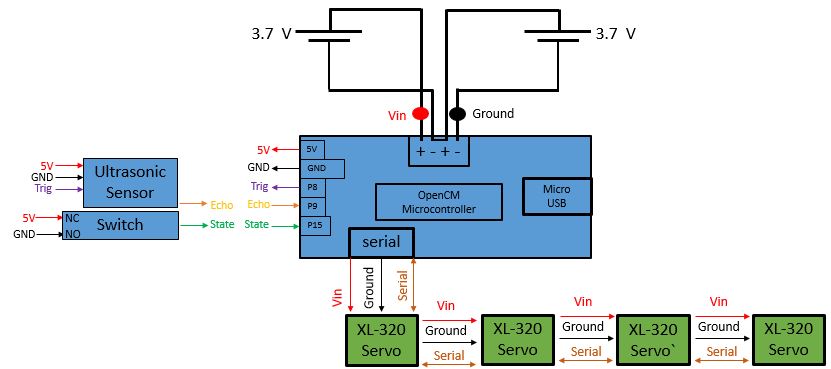 3.7 V
3.7 V
Vin
Ground
+ - + -
5V
GND
Trig
Ultrasonic
Sensor
Echo
5V
GND
NC
NO
Switch
State
5V
GND
Trig
Echo
State
5V
GND
P8
P9
P15
OpenCM
Microcontroller
Micro
USB
serial
Vin
Ground
Serial
XL-320
Servo
Vin
Ground
Serial
XL-320
Servo
Vin
Ground
Serial
XL-320
Servo`
Vin
Ground
Serial
XL-320
Servo